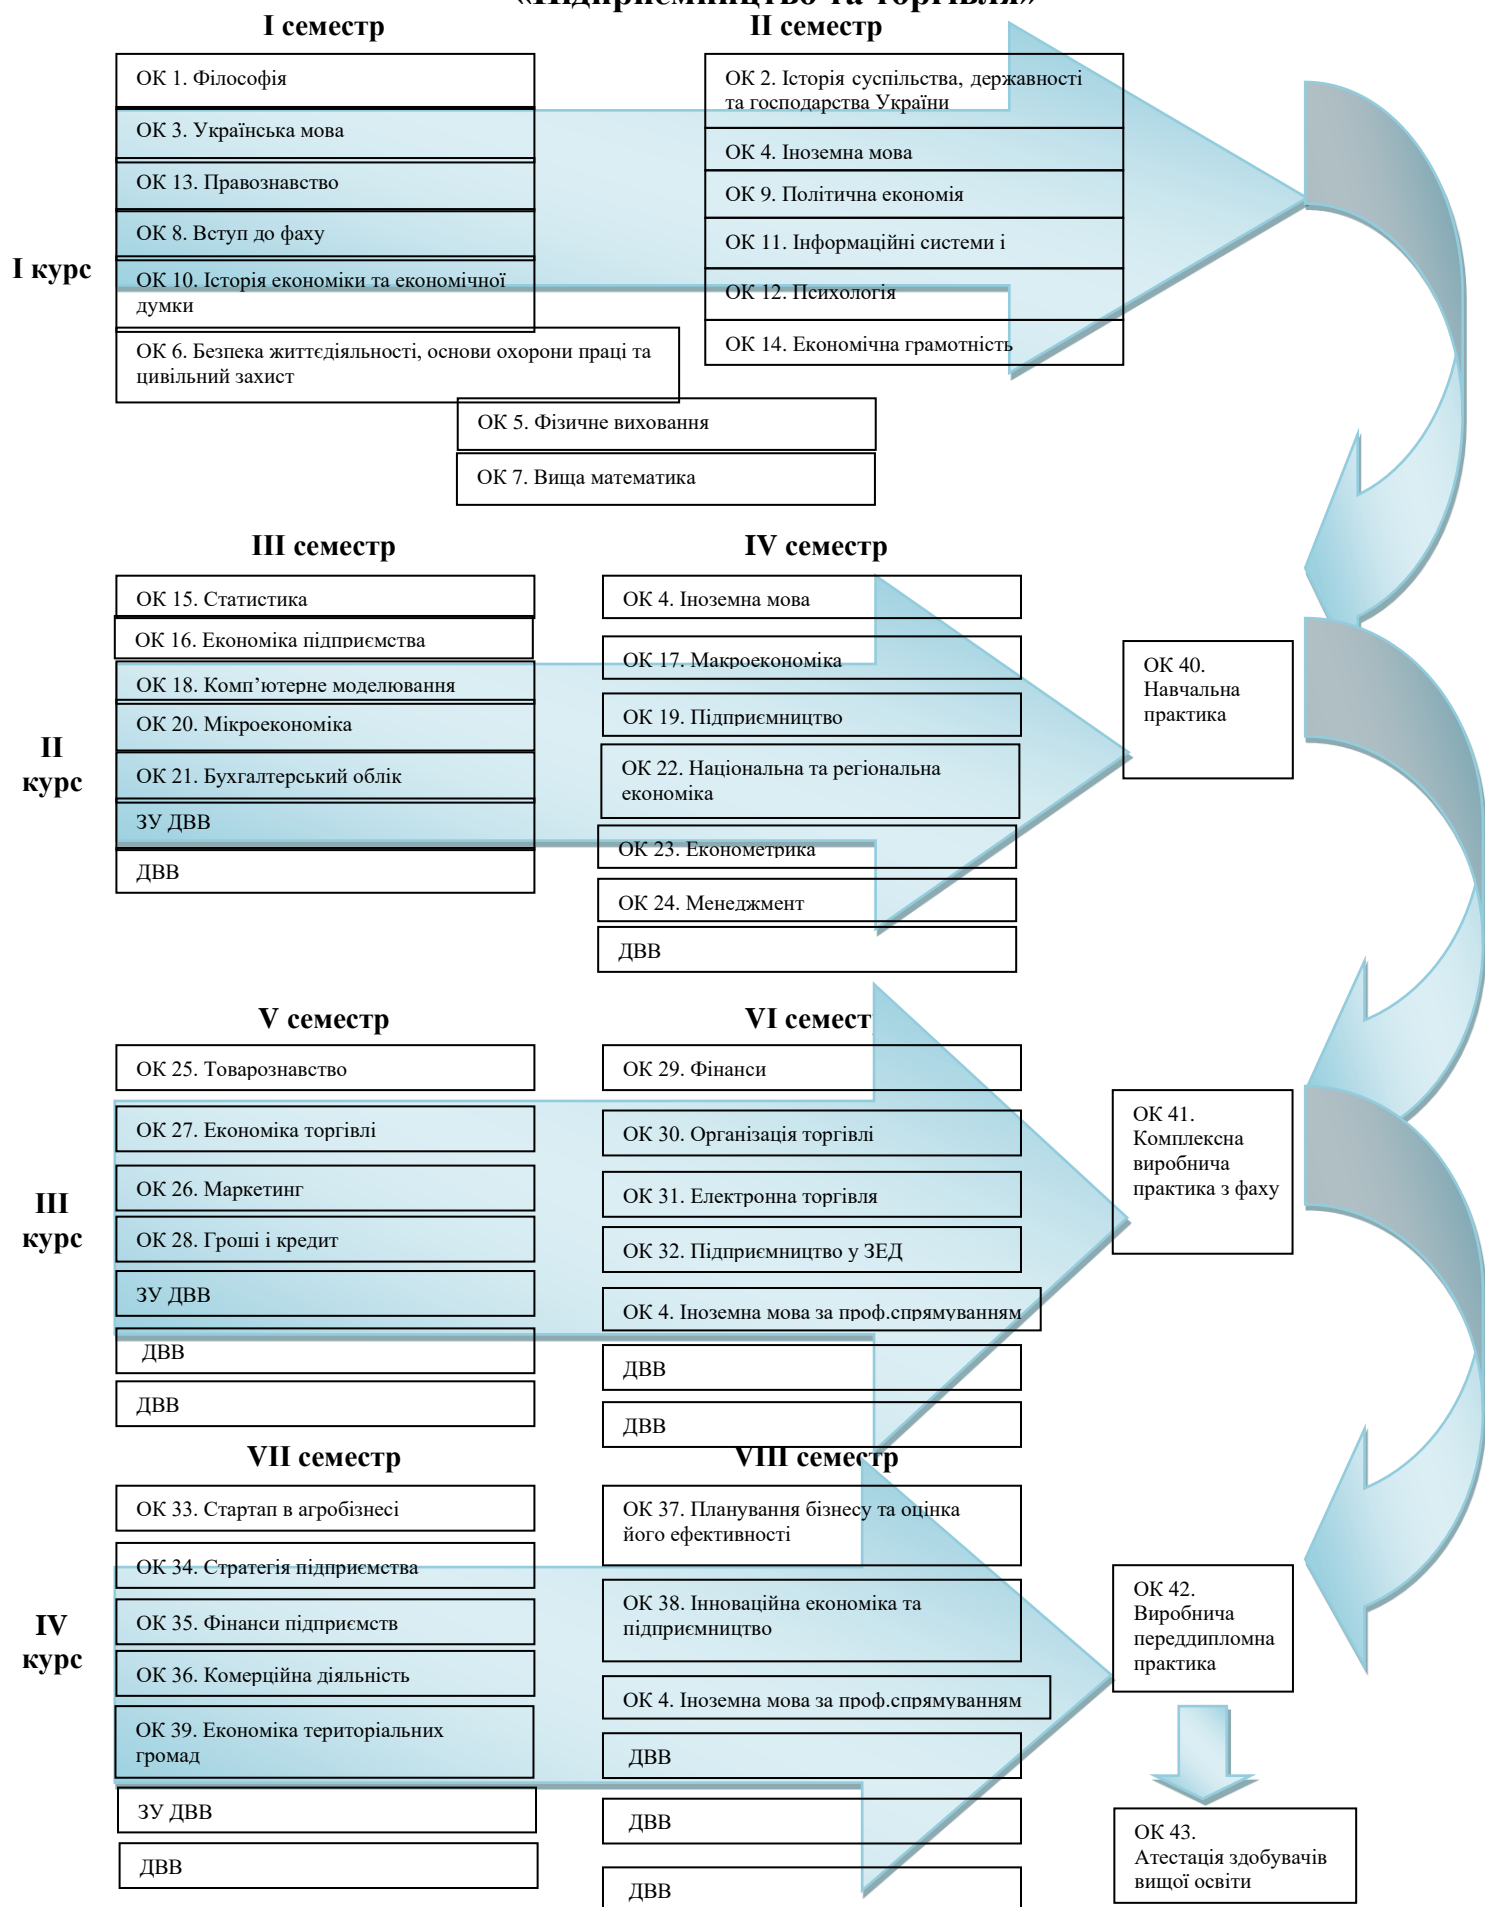 «Підприємництво та торгівля»
I семестр
II семестр
I курс
ОК 1. Філософія
ОК 3. Українська мова
ОК 13. Правознавство
ОК 8. Вступ до фаху
ОК 10. Історія економіки та економічної
думки
ОК 6. Безпека життєдіяльності, основи охорони праці та
цивільний захист
ОК 2. Історія суспільства, державності
та господарства України
ОК 4. Іноземна мова
ОК 9. Політична економія
ОК 11. Інформаційні системи і
ОК 12. Психологія
ОК 14. Економічна грамотність
ОК 5. Фізичне виховання
ОК 7. Вища математика
III семестр
IV семестр
II
курс
ОК 15. Статистика
ОК 16. Економіка підприємства
ОК 18. Комп’ютерне моделювання
ОК 20. Мікроекономіка
ОК 21. Бухгалтерський облік
ЗУ ДВВ
ДВВ
ОК 4. Іноземна мова
ОК 17. Макроекономіка
ОК 19. Підприємництво
ОК 22. Національна та регіональна
економіка
ОК 23. Економетрика
ОК 24. Менеджмент
ДВВ
ОК 40.
Навчальна
практика
V семестр
VI семест
III
курс
ОК 25. Товарознавство
ОК 27. Економіка торгівлі
ОК 26. Маркетинг
ОК 28. Гроші і кредит
ЗУ ДВВ
ДВВ
ДВВ
ОК 29. Фінанси
ОК 30. Організація торгівлі
ОК 31. Електронна торгівля
ОК 32. Підприємництво у ЗЕД
ОК 4. Іноземна мова за проф.спрямуванням
ДВВ
ДВВ
ОК 41.
Комплексна
виробнича
практика з фаху
VII семестр
VIII семестр
IV
курс
ОК 33. Стартап в агробізнесі
ОК 34. Стратегія підприємства
ОК 35. Фінанси підприємств
ОК 36. Комерційна діяльність
ОК 39. Економіка територіальних
громад
ЗУ ДВВ
ДВВ
ОК 37. Планування бізнесу та оцінка
його ефективності
ОК 38. Інноваційна економіка та
підприємництво
ОК 4. Іноземна мова за проф.спрямуванням
ДВВ
ДВВ
ДВВ
ОК 42.
Виробнича
переддипломна
практика
ОК 43.
Атестація здобувачів
вищої освіти